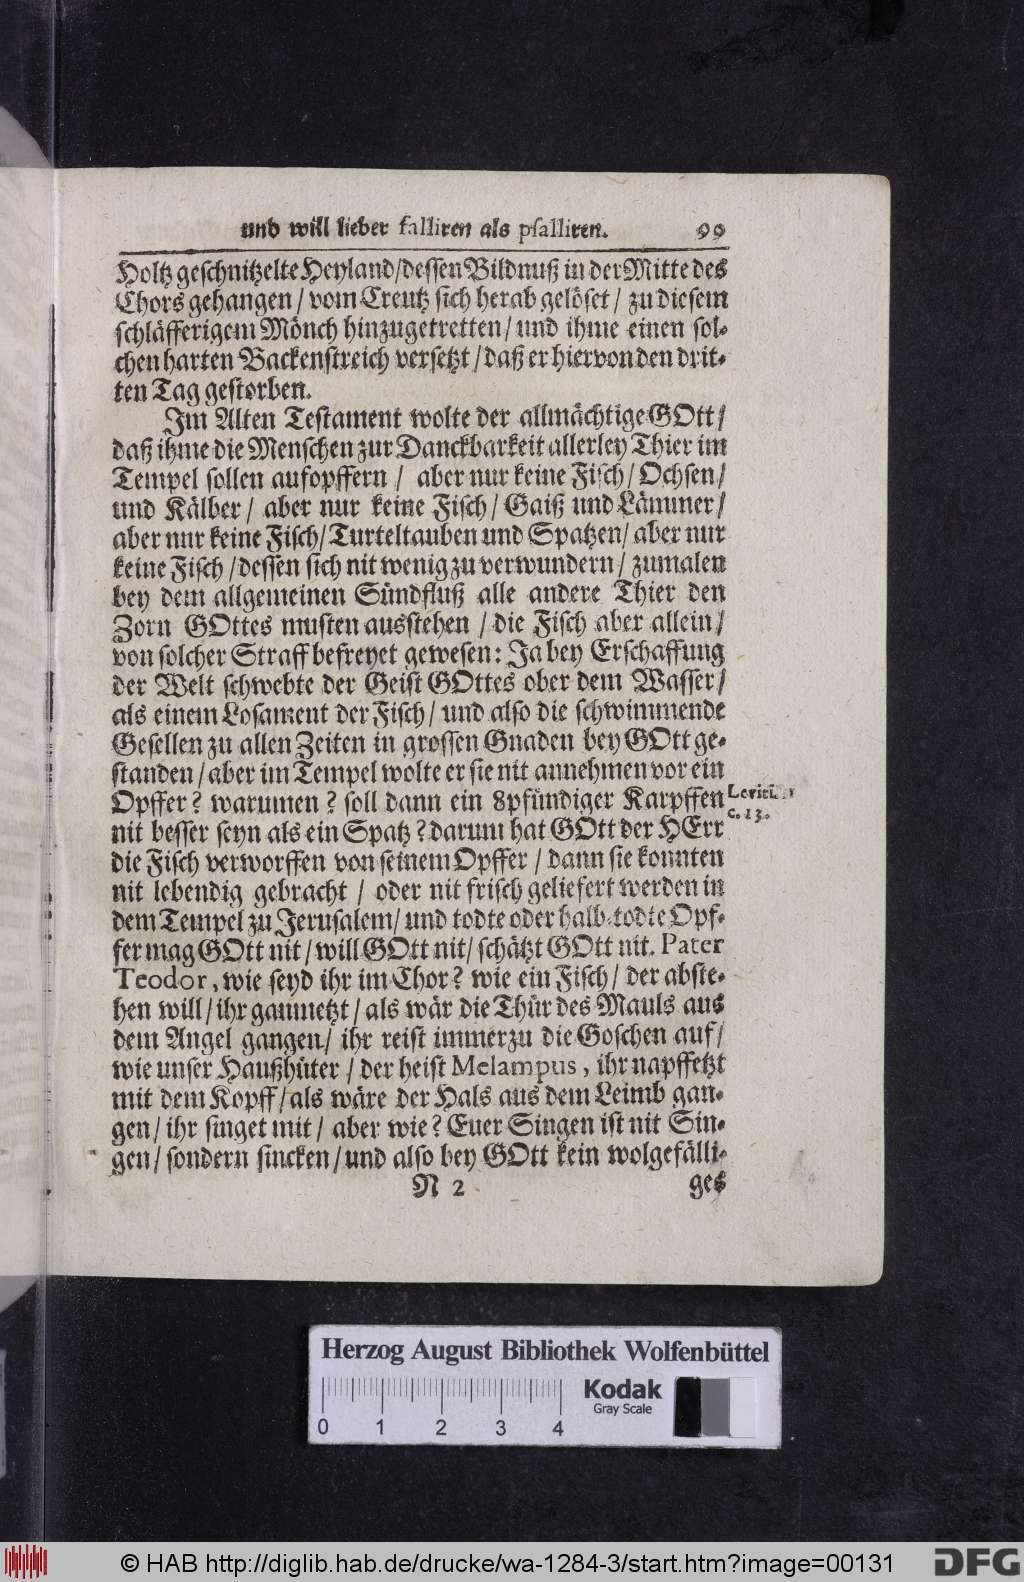 und will lieber falliren als psalliren. 99
Holtz geschnitzelte Heyland/dessen Bildnuß in der Mitte des
Chors gehangen / vom Creutz sich herab gelöset / zu diesem
schläfferigem Mönch hinzugetretten/ und ihme einen sol-
chen harten Backenstreich versetzt / daß er hiervon den drit-
ten Tag gestorben.
Im Alten Testament wolte der allmächtige GOtt/
daß ihme die Menschen zur Danckbarkeit allerley Thier im
Tempel sollen aufopffern / aber nur keine Fisch/ Ochsen/
und Kälber/ aber nur keine Fisch/ Gaiß und Lämmer/
aber nur keine Fisch/ Turteltauben und Spatzen/ aber nur
keine Fisch /dessen sich nit wenig zu verwundern/ zumalen
bey dem allgemeinen Sündfluß alle andere Thier den
Zorn GOttes musten ausstehen / die Fisch aber allein/
von solcher Straff befreyet gewesen: Ja bey Erschaffung
der Welt schwebte der Geist GOttes ober dem Wasser/
als einem Losament der Fisch/ und also die schwimmende
Gesellen zu allen Zeiten in grossen Gnaden bey GOtt ge-
standen/ aber im Tempel wolte er sie nit annehmen vor ein
Opffer? warumen? soll dann ein 8pfündiger Karpffen
nit besser seyn als ein Spatz? darum hat GOtt der HErr
die Fisch verworffen von seinem Opffer / dann sie konnten
nit lebendig gebracht / oder nit frisch geliefert werden in
dem Tempel zu Jerusalem/ und todte oder halb-todte Opf-
fer mag GOtt nit/ will GOtt nit/ schätzt GOtt nit. Pater
Teodor, wie seyd ihr im Chor? wie ein Fisch/ der abste-
hen will/ ihr gaumetzt/ als wär die Thür des Mauls aus
dem Angel gangen/ ihr reist immerzu die Goschen auf/
wie unser Haußhüter / der heist Melampus, ihr napffetzt
mit dem Kopff/als wäre der Hals aus dem Leimb gan-
gen/ ihr singet mit/ aber wie? Euer Singen ist nit Sin-
gen/ sondern sincken/ und also bey GOtt kein wolgefälli-
N 2 ges
c. 13.
Herzog August Bibliothek Wolfenbüttel
Kodak
Gray Scale
0 1 2 3 4
© HAB http://diglib.hab.de/drucke/wa-1284-3/start.htm?image=00131
DFG